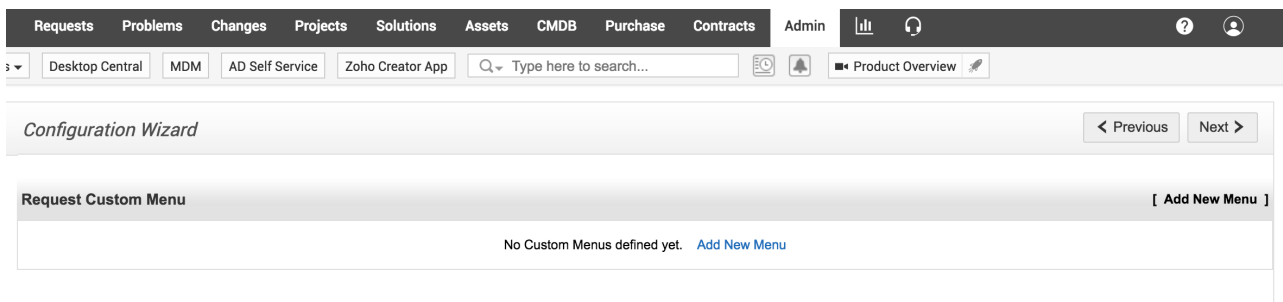 Requests Problems Changes Projects Solutions Assets CMDB Purchase Contracts Admin
s Desktop Central MDM AD Self Service Zoho Creator App Type here to search... Product Overview
Configuration Wizard Previous Next
Request Custom Menu [ Add New Menu ]
No Custom Menus defined yet. Add New Menu